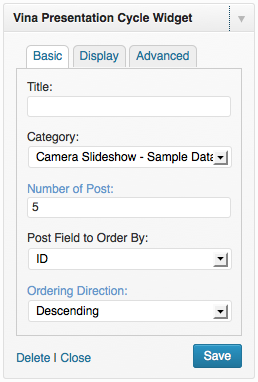 Vina Presentation Cycle Widget
Basic Display Advanced
Title:
Category:
Camera Slideshow - Sample Data
Number of Post:
5
Post Field to Order By:
ID
Ordering Direction:
Descending
Delete | Close Save